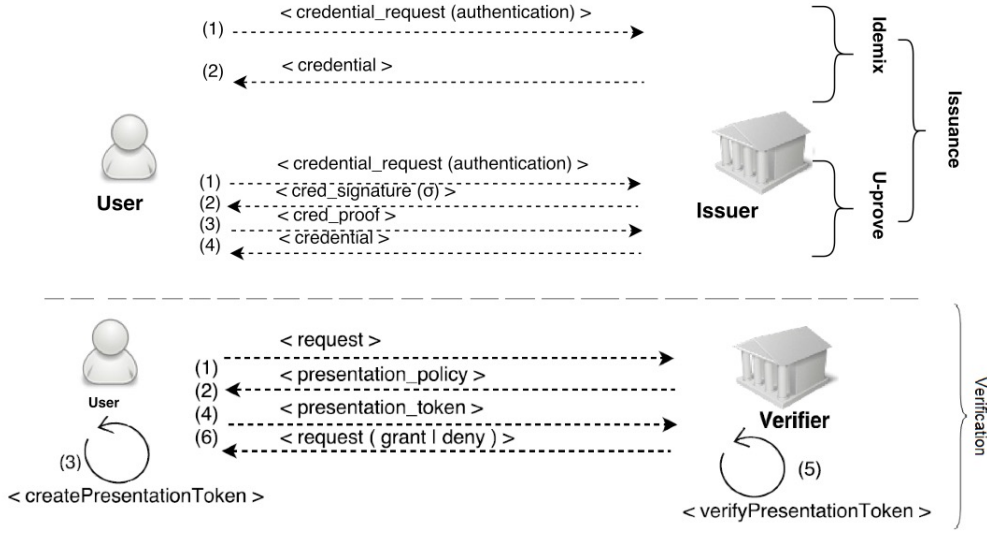 (1) < credential_request (authentication) >
(2) < credential >
Idemix
Issuance
User
Issuer
(1) < credential_request (authentication) >
(2) < cred_signature (σ) >
(3) < cred_proof >
(4) < credential >
U-prove
(1) < request >
(2) < presentation_policy >
(4) < presentation_token >
(6) < request ( grant | deny ) >
User
Verifier
Verification
(3)
< createPresentationToken >
(5)
< verifyPresentationToken >